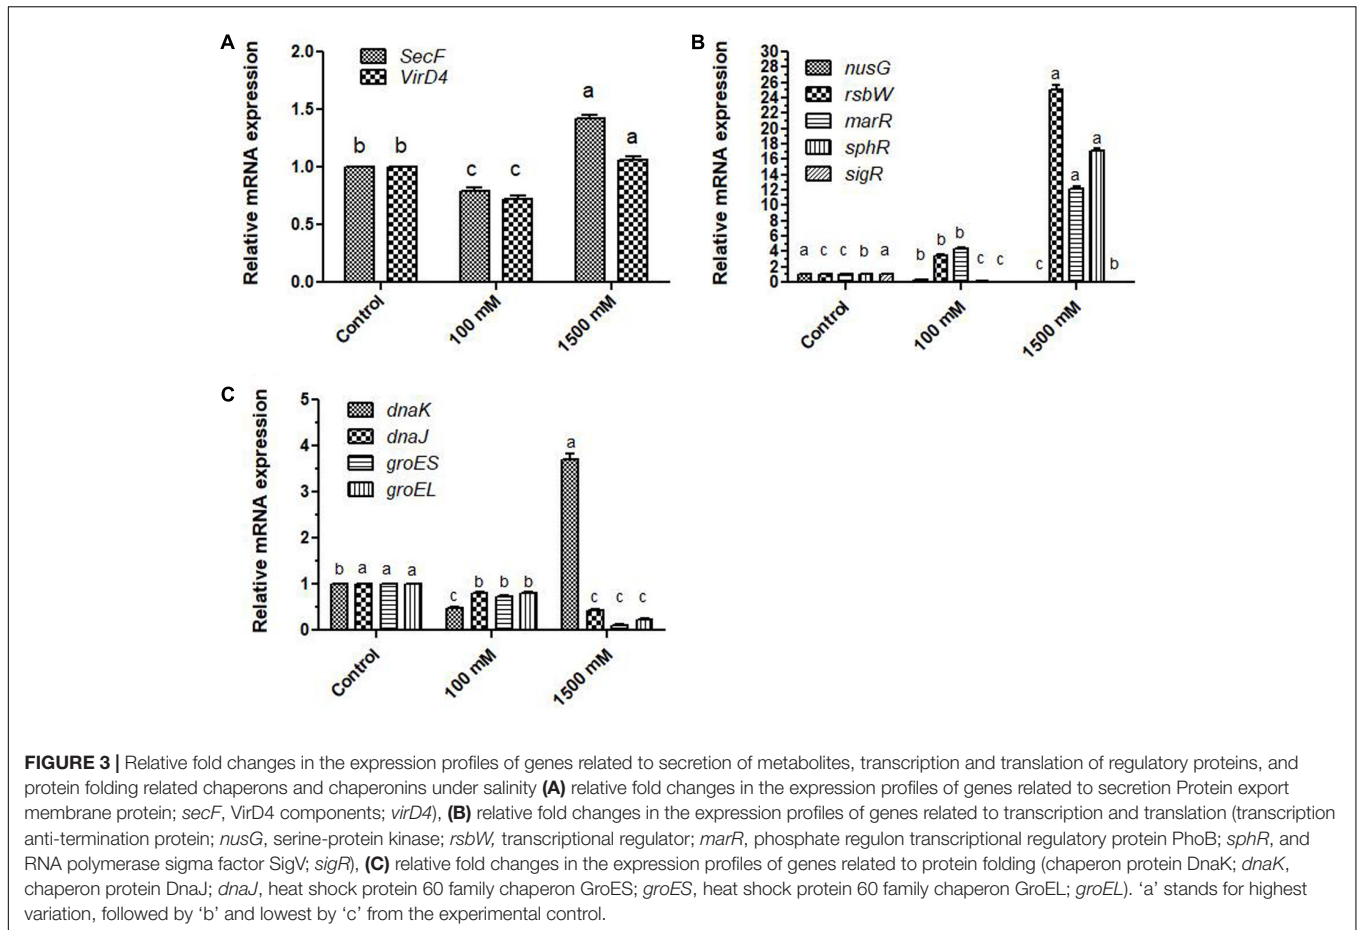 A
Relative mRNA expression
2.0
1.5
1.0
0.5
0.0
SecF
VirD4
b b
c c
a
a
Control
100 mM
1500 mM
B
Relative mRNA expression
30
28
26
24
22
20
18
16
14
12
10
8
6
4
2
0
nusG
rsbW
marR
sphR
sigR
a c c b a
b b b c c
c a a a b
Control
100 mM
1500 mM
C
Relative mRNA expression
5
4
3
2
1
0
dnaK
dnaJ
groES
groEL
b a a a
c b b b
a c c c
Control
100 mM
1500 mM
FIGURE 3 | Relative fold changes in the expression profiles of genes related to secretion of metabolites, transcription and translation of regulatory proteins, and
protein folding related chaperons and chaperonins under salinity (A) relative fold changes in the expression profiles of genes related to secretion Protein export
membrane protein; secF, VirD4 components; virD4), (B) relative fold changes in the expression profiles of genes related to transcription and translation (transcription
anti-termination protein; nusG, serine-protein kinase; rsbW, transcriptional regulator; marR, phosphate regulon transcriptional regulatory protein PhoB; sphR, and
RNA polymerase sigma factor SigV; sigR), (C) relative fold changes in the expression profiles of genes related to protein folding (chaperon protein DnaK; dnaK,
chaperon protein DnaJ; dnaJ, heat shock protein 60 family chaperon GroES; groES, heat shock protein 60 family chaperon GroEL; groEL). ‘a’ stands for highest
variation, followed by ‘b’ and lowest by ‘c’ from the experimental control.